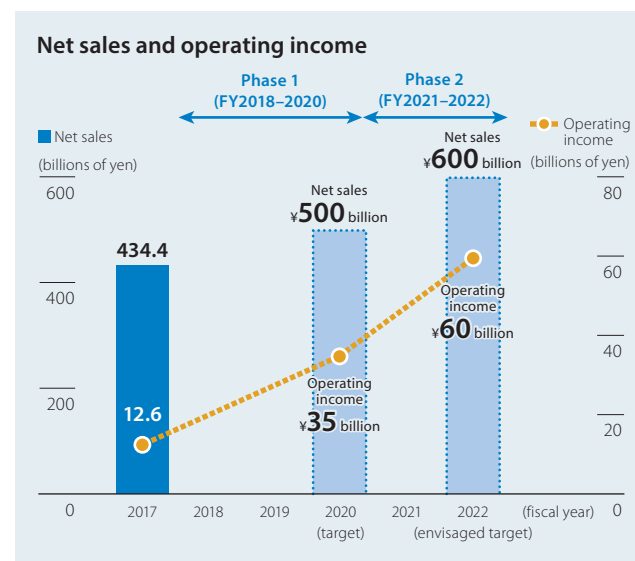 Net sales and operating income
Phase 1
(FY2018–2020)
Phase 2
(FY2021–2022)
Net sales
(billions of yen)
Operating
income
(billions of yen)
Net sales
¥600 billion
Net sales
¥500 billion
434.4
12.6
Operating
income
¥60 billion
Operating
income
¥35 billion
600
400
200
0
80
60
40
20
0
2017
2018
2019
2020
(target)
2021
2022
(envisaged target)
(fiscal year)